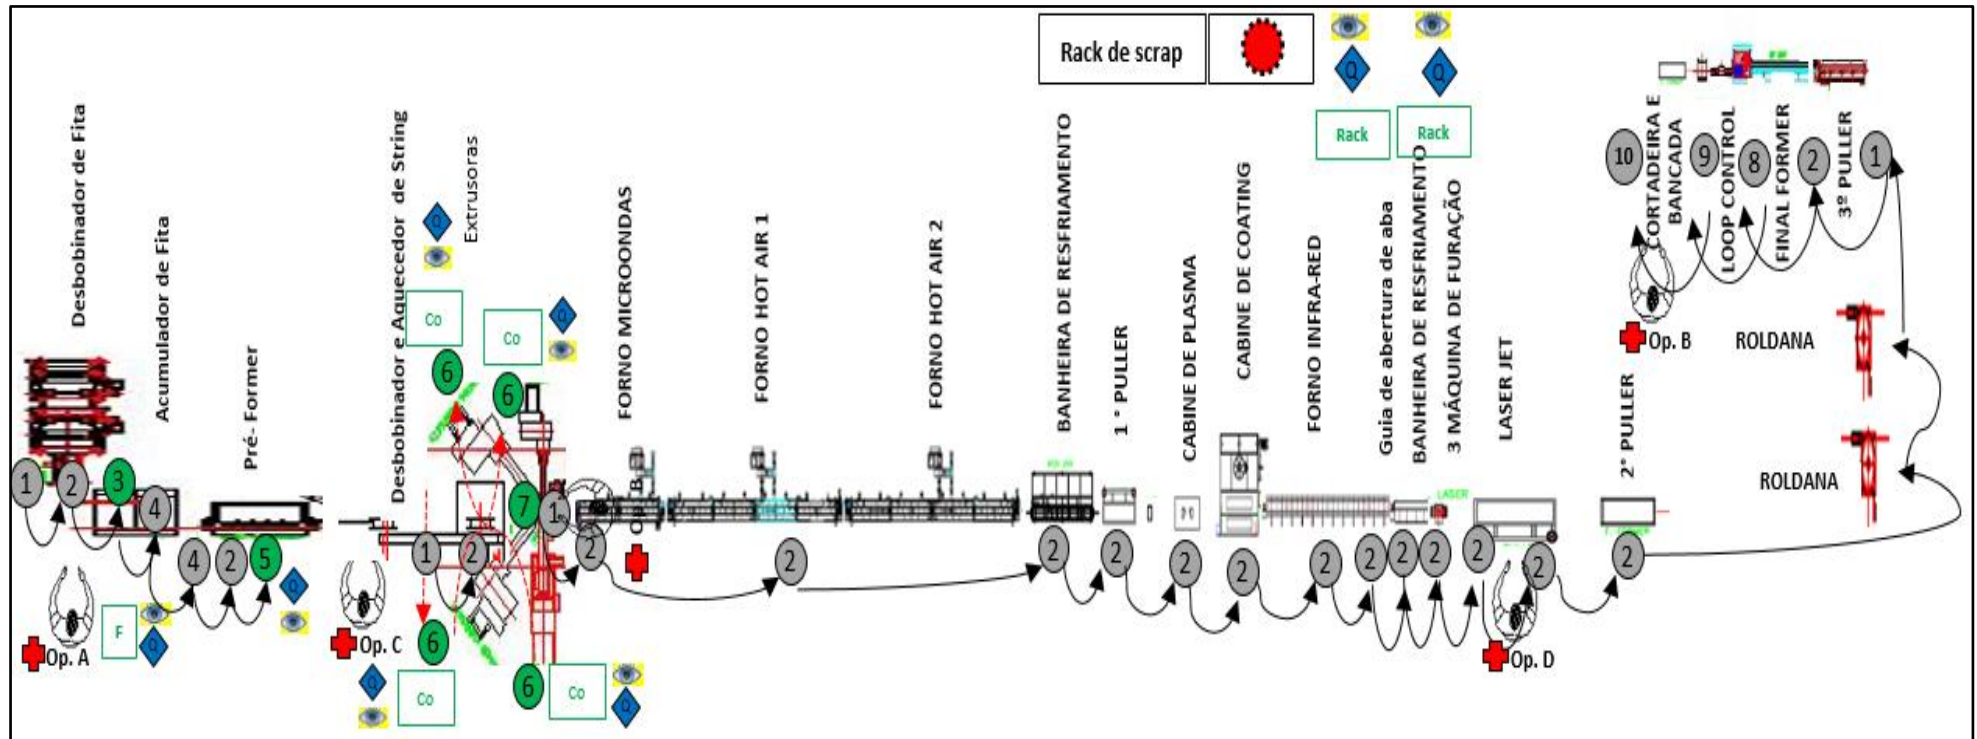 Rack de scrap
Q
Q
Rack
Rack
Desbobinador de Fita
Acumulador de Fita
Pré- Former
Desbobinador e Aquecedor de String
Extrusoras
Q
Co
Co
Q
6
6
FORNO MICROONDAS
FORNO HOT AIR 1
FORNO HOT AIR 2
BANHEIRA DE RESFRIAMENTO
1 ° PULLER
CABINE DE PLASMA
CABINE DE COATING
FORNO INFRA-RED
Guia de abertura de aba
BANHEIRA DE RESFRIAMENTO
3 MÁQUINA DE FURAÇÃO
LASER JET
2° PULLER
CORTADEIRA E
BANCADA
LOOP CONTROL
FINAL FORMER
3º PULLER
10
9
8
2
1
Op. B
ROLDANA
ROLDANA
LASER
1
2
3
4
4
2
5
Q
1
2
7
1
Op. B
2
2
2
2
2
2
2
2
2
2
2
2
2
Op. A
F
Q
Op. C
6
Q
Co
6
Co
Q
Op. D